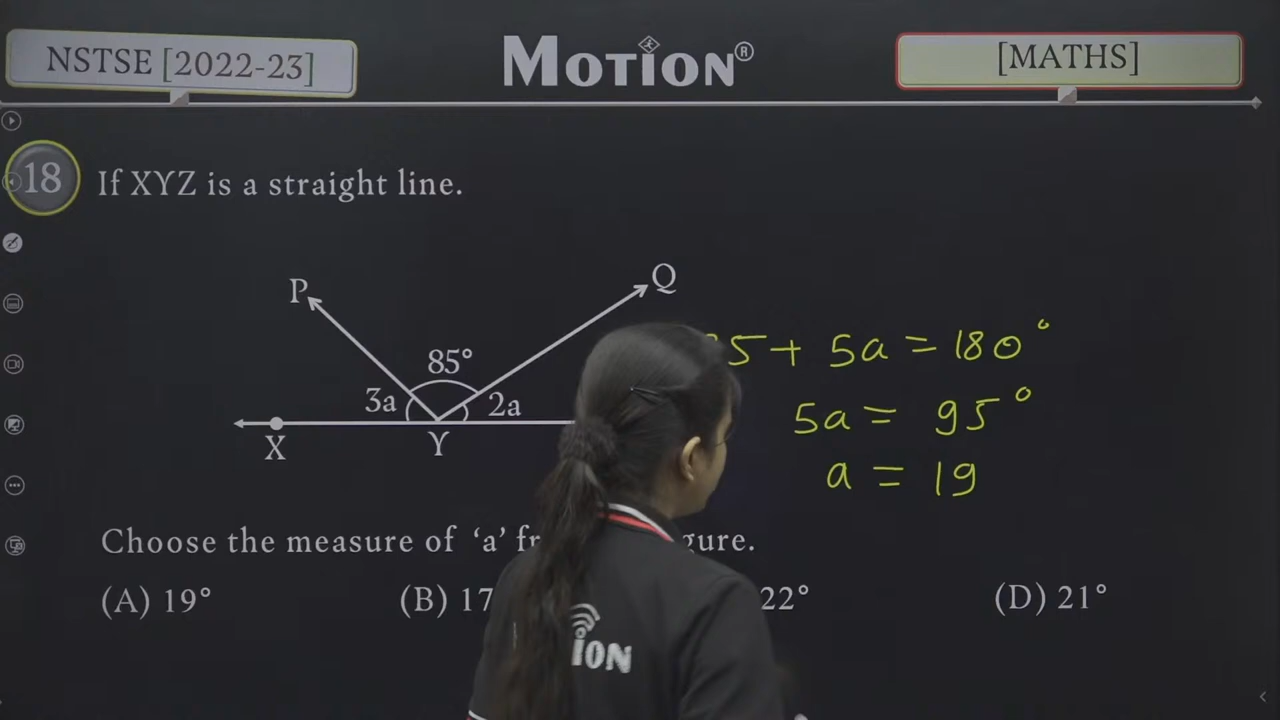 NSTSE [2022-23]
MOTION®
[MATHS]
18 If XYZ is a straight line.
P
Q
85°
3a
2a
X
Y
5 + 5a = 180°
5a = 95°
a = 19
Choose the measure of ‘a’
(A) 19°
(B) 17
22°
(D) 21°
ION